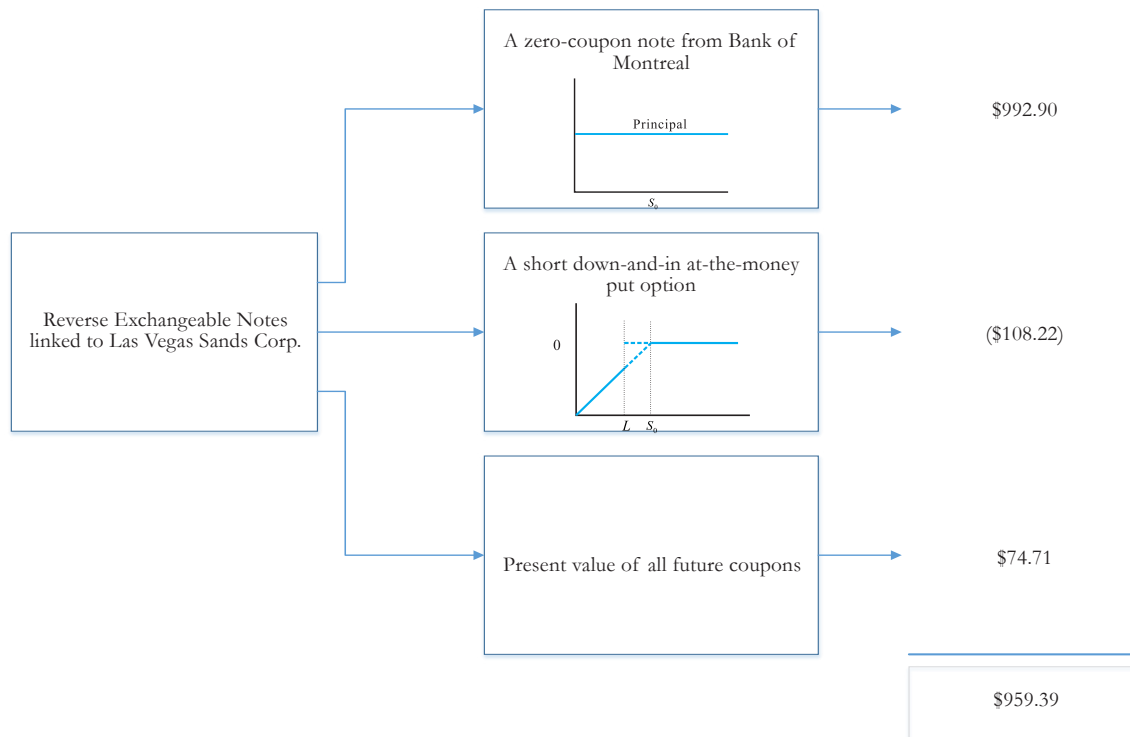 A zero-coupon note from Bank of
Montreal
Principal
S₀
$992.90
Reverse Exchangeable Notes
linked to Las Vegas Sands Corp.
A short down-and-in at-the-money
put option
0
L S₀
($108.22)
Present value of all future coupons
$74.71
$959.39